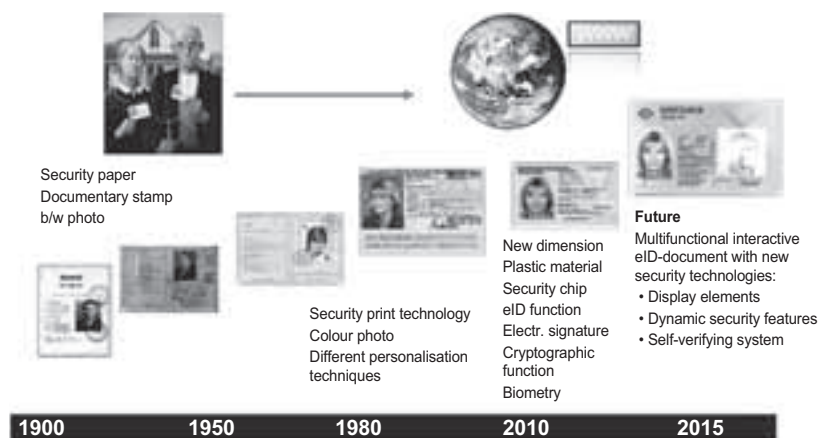 Security paper
Documentary stamp
b/w photo
Security print technology
Colour photo
Different personalisation
techniques
New dimension
Plastic material
Security chip
eID function
Electr. signature
Cryptographic
function
Biometry
Future
Multifunctional interactive
eID-document with new
security technologies:
• Display elements
• Dynamic security features
• Self-verifying system
1900 1950 1980 2010 2015